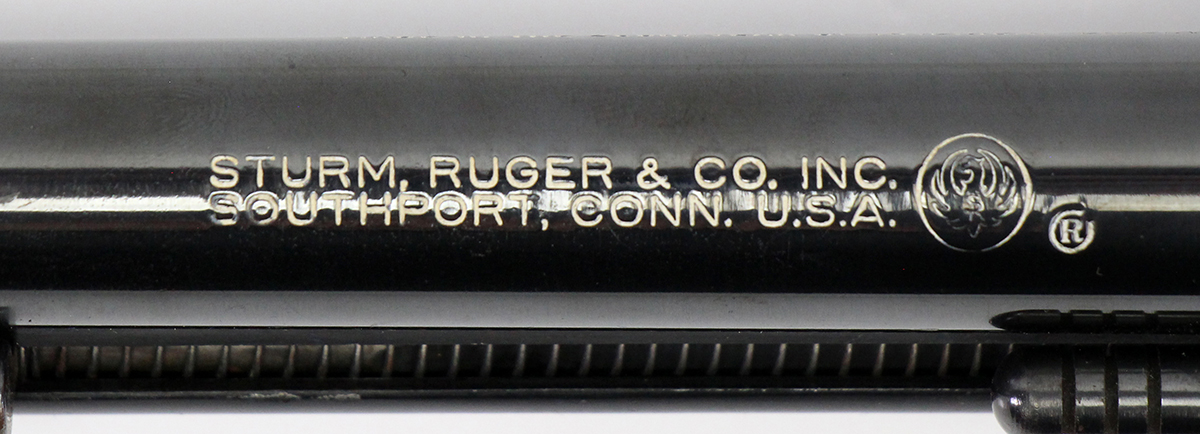 STURM, RUGER & CO. INC.
SOUTHPORT, CONN. U.S.A.
®